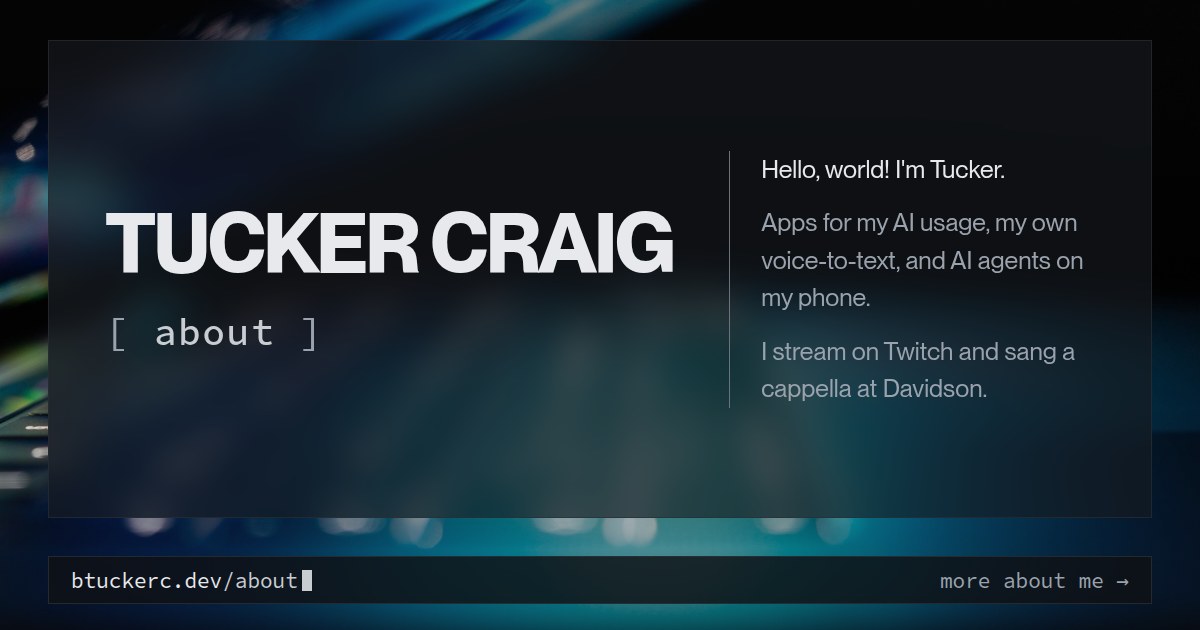 TUCKER CRAIG
[ about ]
Hello, world! I'm Tucker.
Apps for my AI usage, my own
voice-to-text, and AI agents on
my phone.
I stream on Twitch and sang a
cappella at Davidson.
btuckerc.dev/about
more about me →